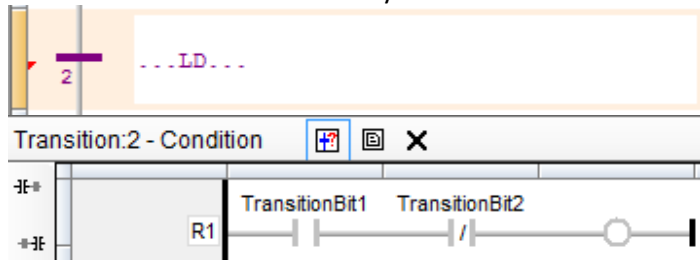 ...LD...
2
Transition:2 - Condition
TransitionBit1 TransitionBit2
R1